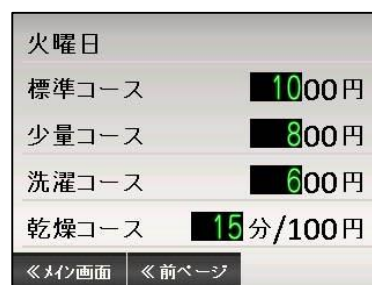 火曜日
標準コース 1000円
少量コース 800円
洗濯コース 600円
乾燥コース 15分/100円
≪メイン画面 ≪前ページ